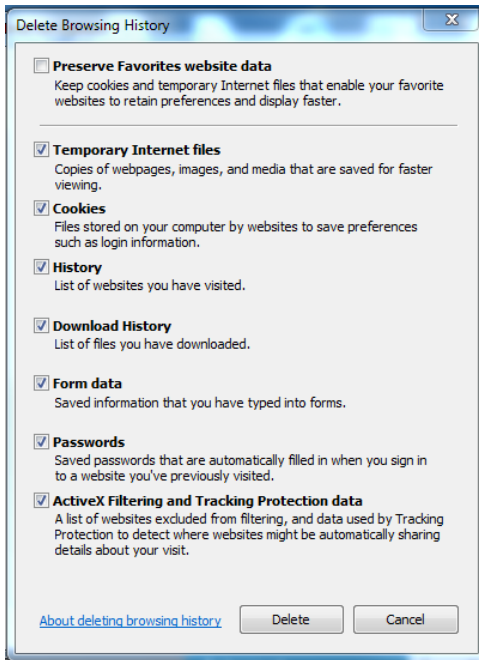 Delete Browsing History
Preserve Favorites website data
Keep cookies and temporary Internet files that enable your favorite
websites to retain preferences and display faster.
Temporary Internet files
Copies of webpages, images, and media that are saved for faster
viewing.
Cookies
Files stored on your computer by websites to save preferences
such as login information.
History
List of websites you have visited.
Download History
List of files you have downloaded.
Form data
Saved information that you have typed into forms.
Passwords
Saved passwords that are automatically filled in when you sign in
to a website you've previously visited.
ActiveX Filtering and Tracking Protection data
A list of websites excluded from filtering, and data used by Tracking
Protection to detect where websites might be automatically sharing
details about your visit.
About deleting browsing history Delete Cancel